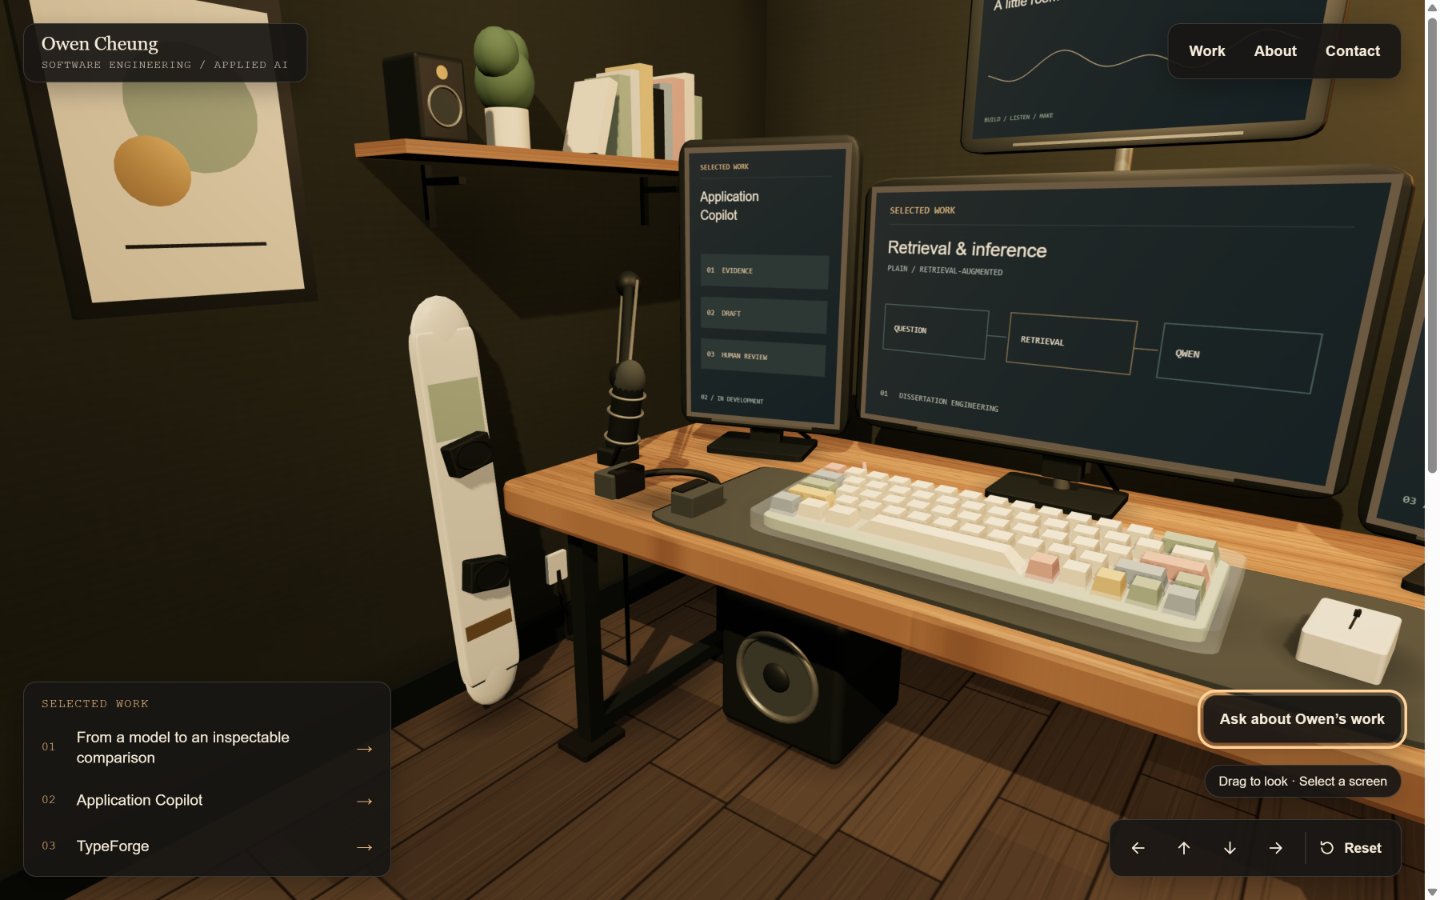 Owen Cheung
SOFTWARE ENGINEERING / APPLIED AI
Work
About
Contact
A little
BUILD / LISTEN / MAKE
SELECTED WORK
Application
Copilot
01 EVIDENCE
02 DRAFT
03 HUMAN REVIEW
02 / IN DEVELOPMENT
SELECTED WORK
Retrieval & inference
PLAIN / RETRIEVAL-AUGMENTED
QUESTION
RETRIEVAL
QWEN
01 DISSERTATION ENGINEERING
03
SELECTED WORK
01 From a model to an inspectable
comparison →
02 Application Copilot →
03 TypeForge →
Ask about Owen's work
Drag to look · Select a screen
← ↑ ↓ → Reset